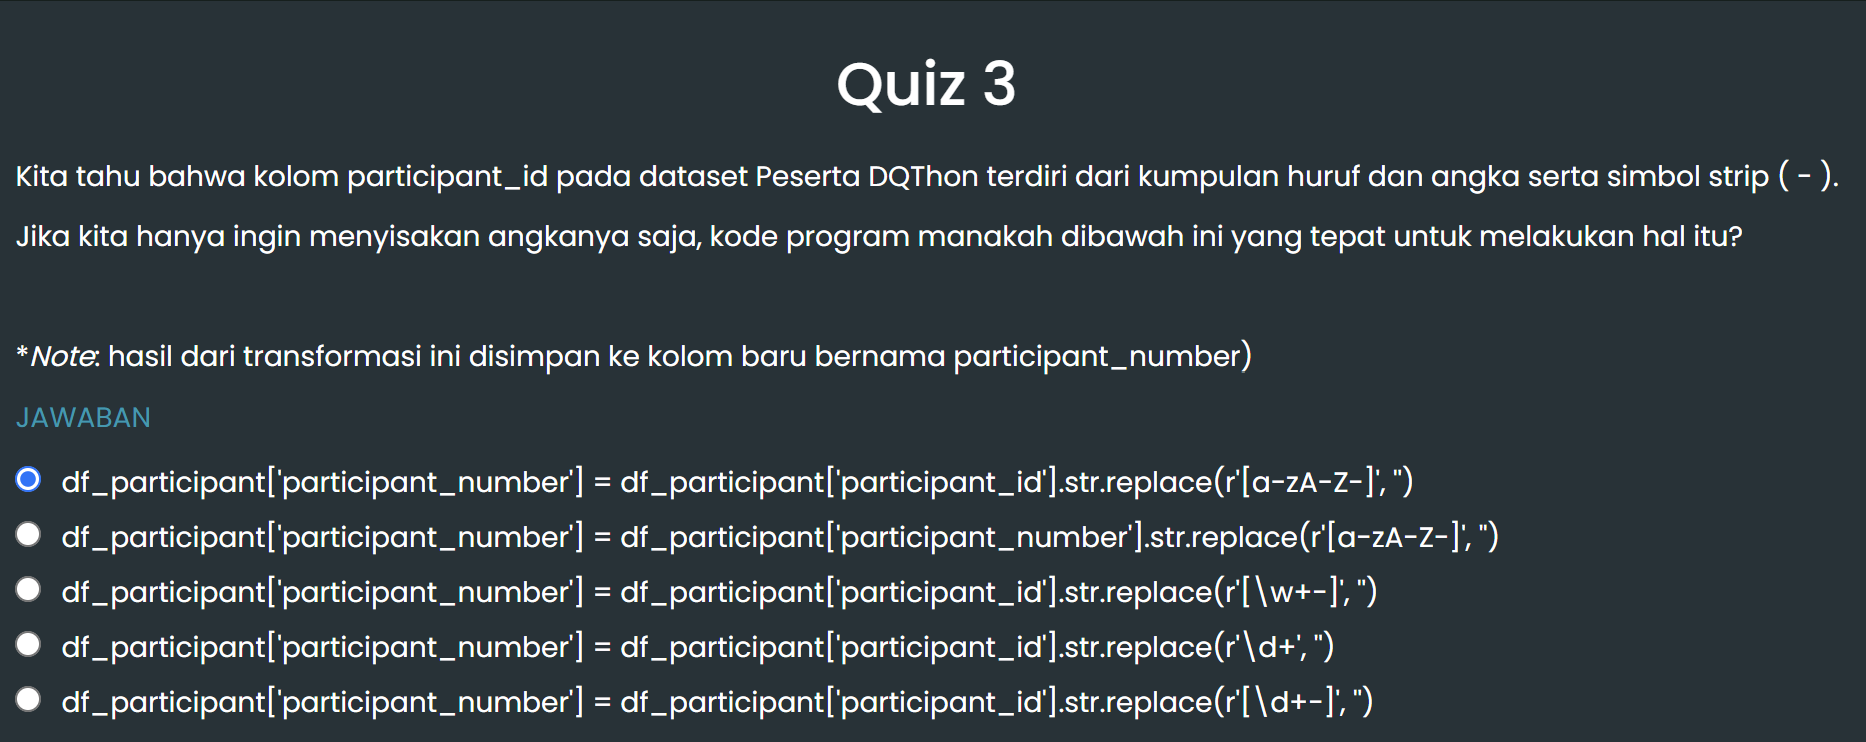 Quiz 3
Kita tahu bahwa kolom participant_id pada dataset Peserta DQThon terdiri dari kumpulan huruf dan angka serta simbol strip ( - ).
Jika kita hanya ingin menyisakan angkanya saja, kode program manakah dibawah ini yang tepat untuk melakukan hal itu?
*Note: hasil dari transformasi ini disimpan ke kolom baru bernama participant_number)
JAWABAN
df_participant['participant_number'] = df_participant['participant_id'].str.replace(r'[a-zA-Z-]', '')
df_participant['participant_number'] = df_participant['participant_number'].str.replace(r'[a-zA-Z-]', '')
df_participant['participant_number'] = df_participant['participant_id'].str.replace(r'[\w+-]', '')
df_participant['participant_number'] = df_participant['participant_id'].str.replace(r'\d+', '')
df_participant['participant_number'] = df_participant['participant_id'].str.replace(r'[\d+-]', '')